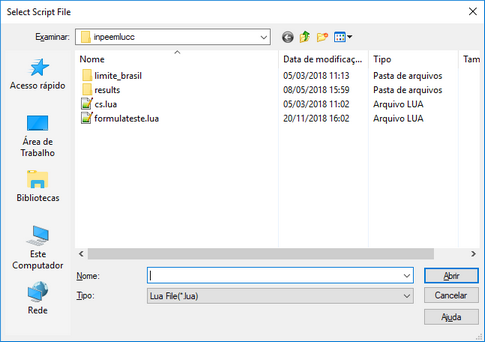 Select Script File
Examinar: inpeemlucc
Nome Data de modificaç... Tipo Tam
limite_brasil 05/03/2018 11:13 Pasta de arquivos
results 08/05/2018 15:59 Pasta de arquivos
cs.lua 05/03/2018 11:02 Arquivo LUA
formulateste.lua 20/11/2018 16:02 Arquivo LUA
Acesso rápido
Área de
Trabalho
Bibliotecas
Este
Computador
Rede
Nome: Abrir
Tipo: Lua File(*.lua) Cancelar
Ajuda